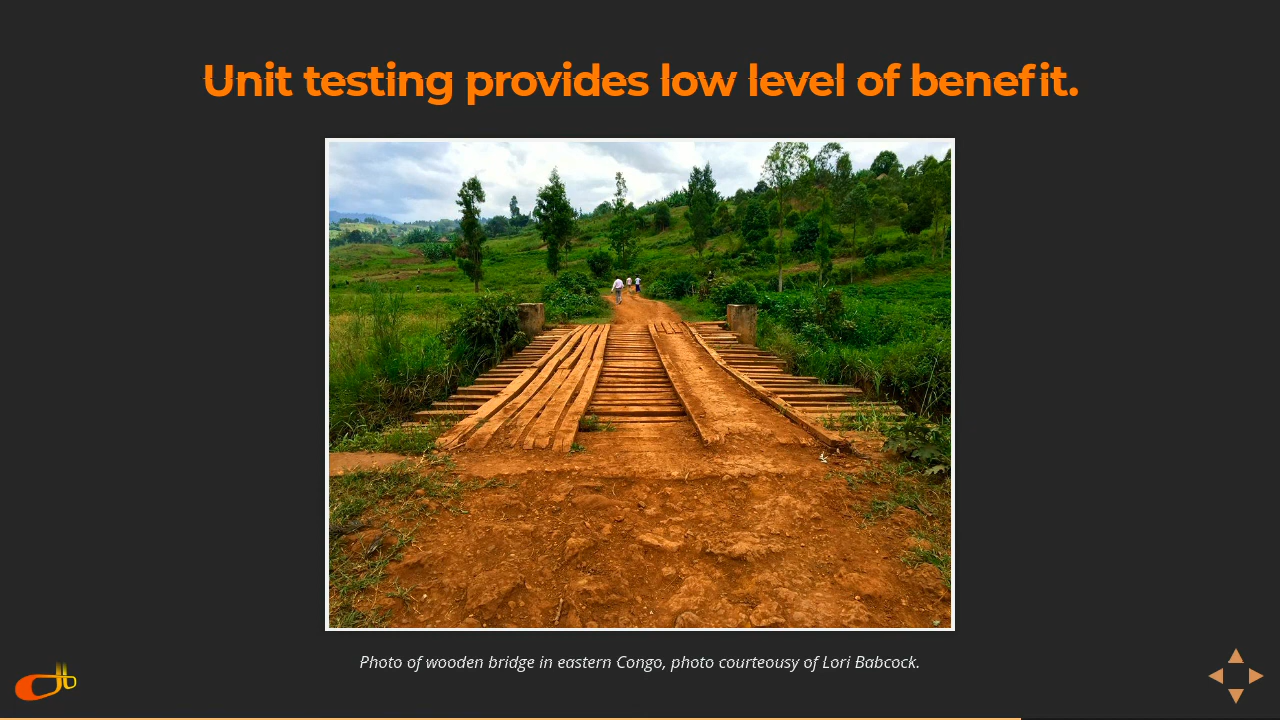 Unit testing provides low level of benefit.
Photo of wooden bridge in eastern Congo, photo courteousy of Lori Babcock.